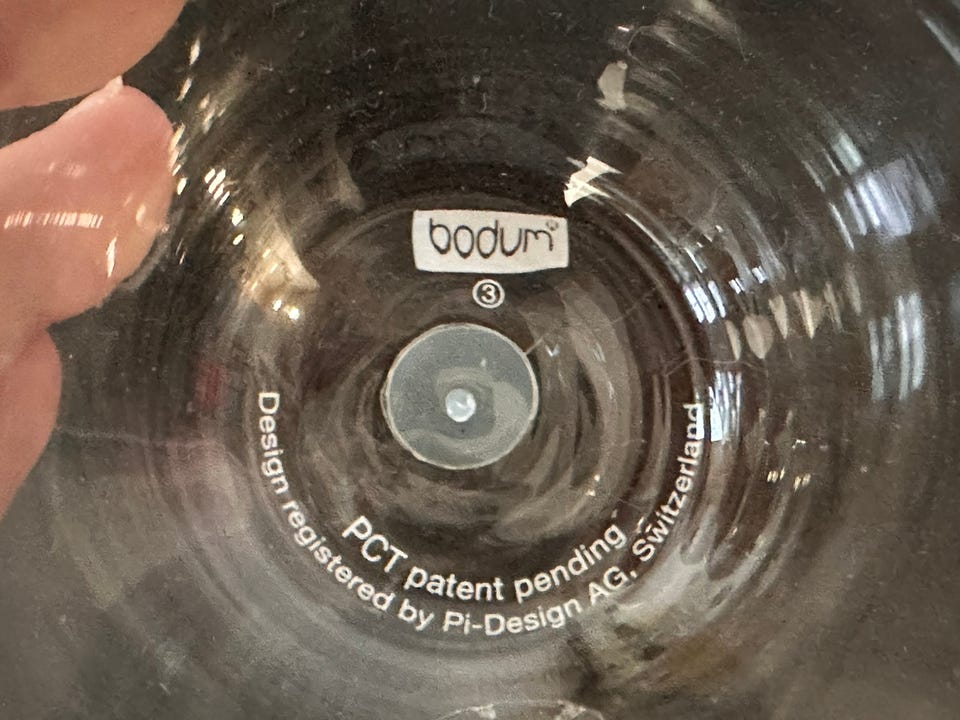 bodum®
③
PCT patent pending
Design registered by Pi-Design AG, Switzerland